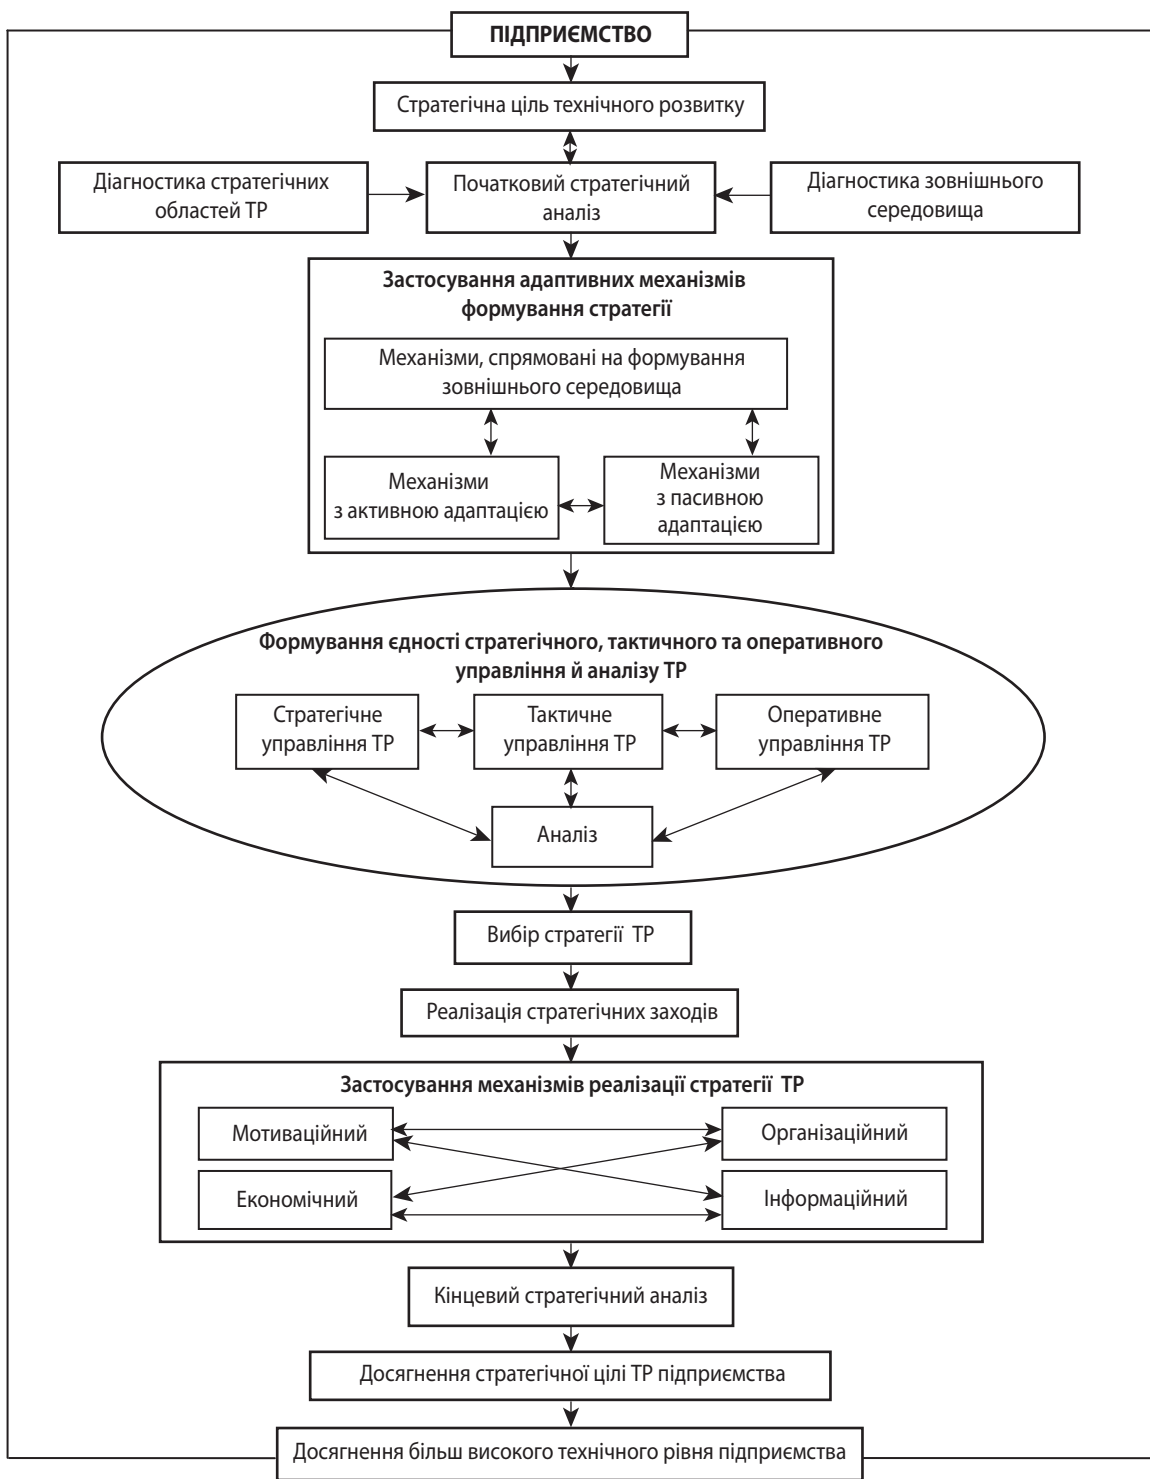 ПІДПРИЄМСТВО
Стратегічна ціль технічного розвитку
Діагностика стратегічних
областей ТР
Початковий стратегічний
аналіз
Діагностика зовнішнього
середовища
Застосування адаптивних механізмів
формування стратегії
Механізми, спрямовані на формування
зовнішнього середовища
Механізми
з активною адаптацією
Механізми
з пасивною
адаптацією
Формування єдності стратегічного, тактичного та оперативного
управління й аналізу ТР
Стратегічне
управління ТР
Тактичне
управління ТР
Оперативне
управління ТР
Аналіз
Вибір стратегії ТР
Реалізація стратегічних заходів
Застосування механізмів реалізації стратегії ТР
Мотиваційний
Організаційний
Економічний
Інформаційний
Кінцевий стратегічний аналіз
Досягнення стратегічної цілі ТР підприємства
Досягнення більш високого технічного рівня підприємства